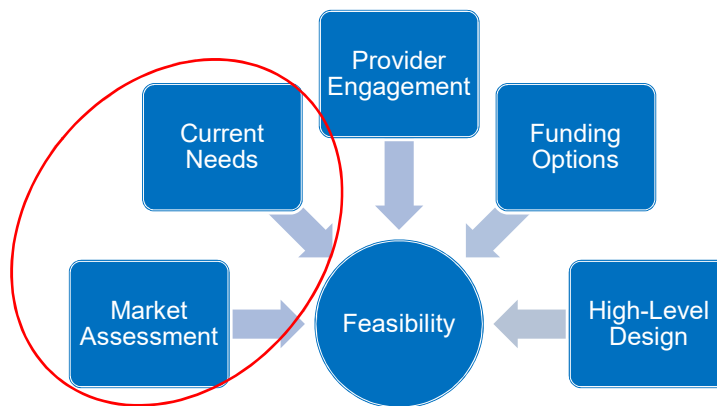 Provider
Engagement
Current
Needs
Funding
Options
Market
Assessment
Feasibility
High-Level
Design